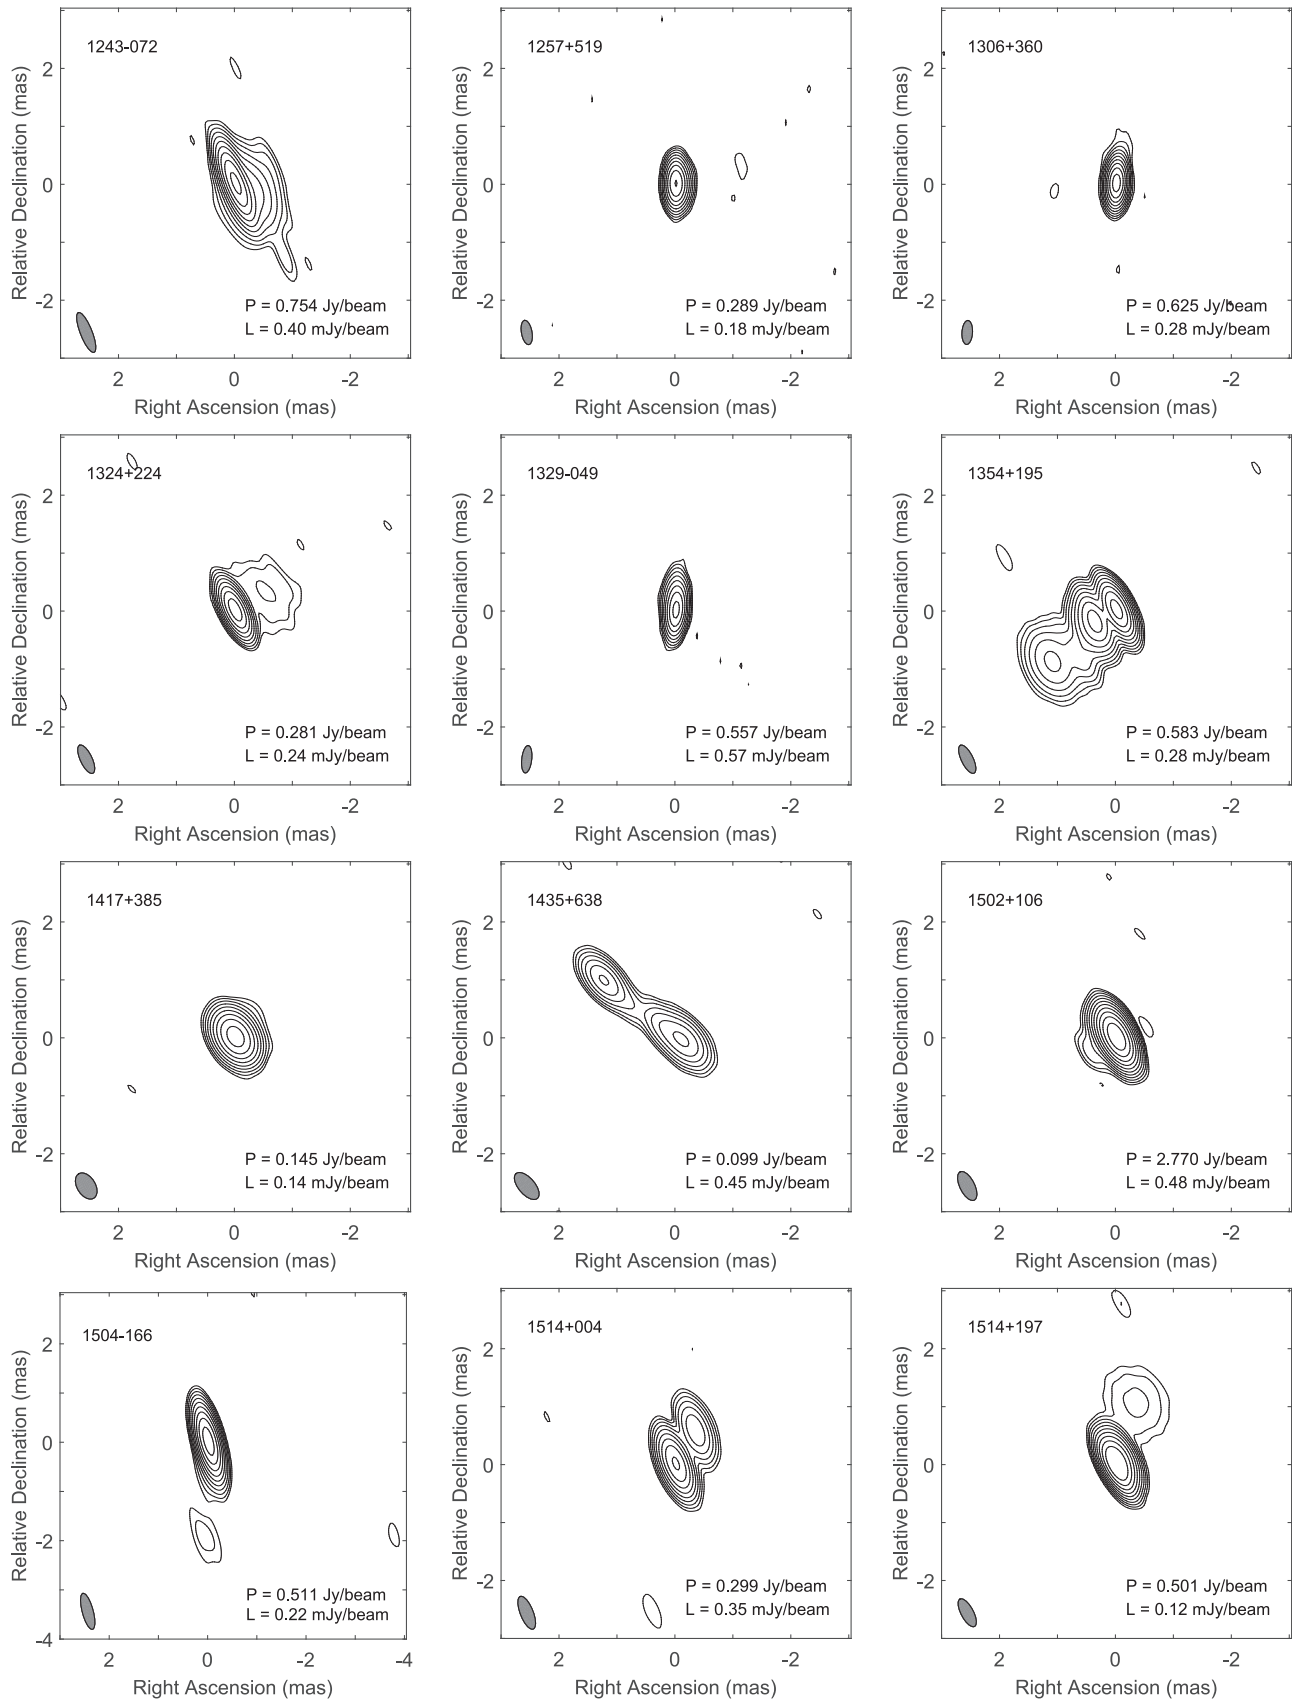 1243-072
2
0
-2
Relative Declination (mas)
P = 0.754 Jy/beam
L = 0.40 mJy/beam
2
0
-2
Right Ascension (mas)
1257+519
2
0
-2
Relative Declination (mas)
P = 0.289 Jy/beam
L = 0.18 mJy/beam
2
0
-2
Right Ascension (mas)
1306+360
2
0
-2
Relative Declination (mas)
P = 0.625 Jy/beam
L = 0.28 mJy/beam
2
0
-2
Right Ascension (mas)
1324+224
2
0
-2
Relative Declination (mas)
P = 0.281 Jy/beam
L = 0.24 mJy/beam
2
0
-2
Right Ascension (mas)
1329-049
2
0
-2
Relative Declination (mas)
P = 0.557 Jy/beam
L = 0.57 mJy/beam
2
0
-2
Right Ascension (mas)
1354+195
2
0
-2
Relative Declination (mas)
P = 0.583 Jy/beam
L = 0.28 mJy/beam
2
0
-2
Right Ascension (mas)
1417+385
2
0
-2
Relative Declination (mas)
P = 0.145 Jy/beam
L = 0.14 mJy/beam
2
0
-2
Right Ascension (mas)
1435+638
2
0
-2
Relative Declination (mas)
P = 0.099 Jy/beam
L = 0.45 mJy/beam
2
0
-2
Right Ascension (mas)
1502+106
2
0
-2
Relative Declination (mas)
P = 2.770 Jy/beam
L = 0.48 mJy/beam
2
0
-2
Right Ascension (mas)
1504-166
2
0
-2
-4
Relative Declination (mas)
P = 0.511 Jy/beam
L = 0.22 mJy/beam
2
0
-2
-4
Right Ascension (mas)
1514+004
2
0
-2
Relative Declination (mas)
P = 0.299 Jy/beam
L = 0.35 mJy/beam
2
0
-2
Right Ascension (mas)
1514+197
2
0
-2
Relative Declination (mas)
P = 0.501 Jy/beam
L = 0.12 mJy/beam
2
0
-2
Right Ascension (mas)